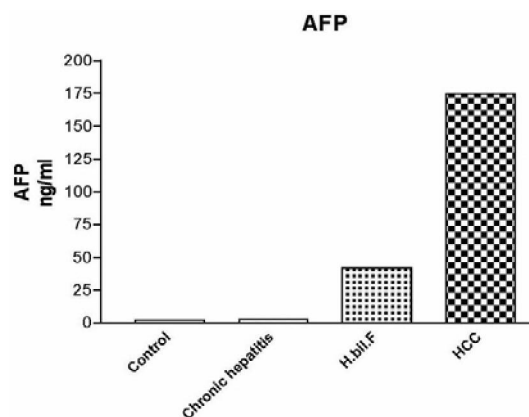 AFP
200
175
150
125
100
75
50
25
0
AFP
ng/ml
Control
Chronic hepatitis
H.bil.F
HCC